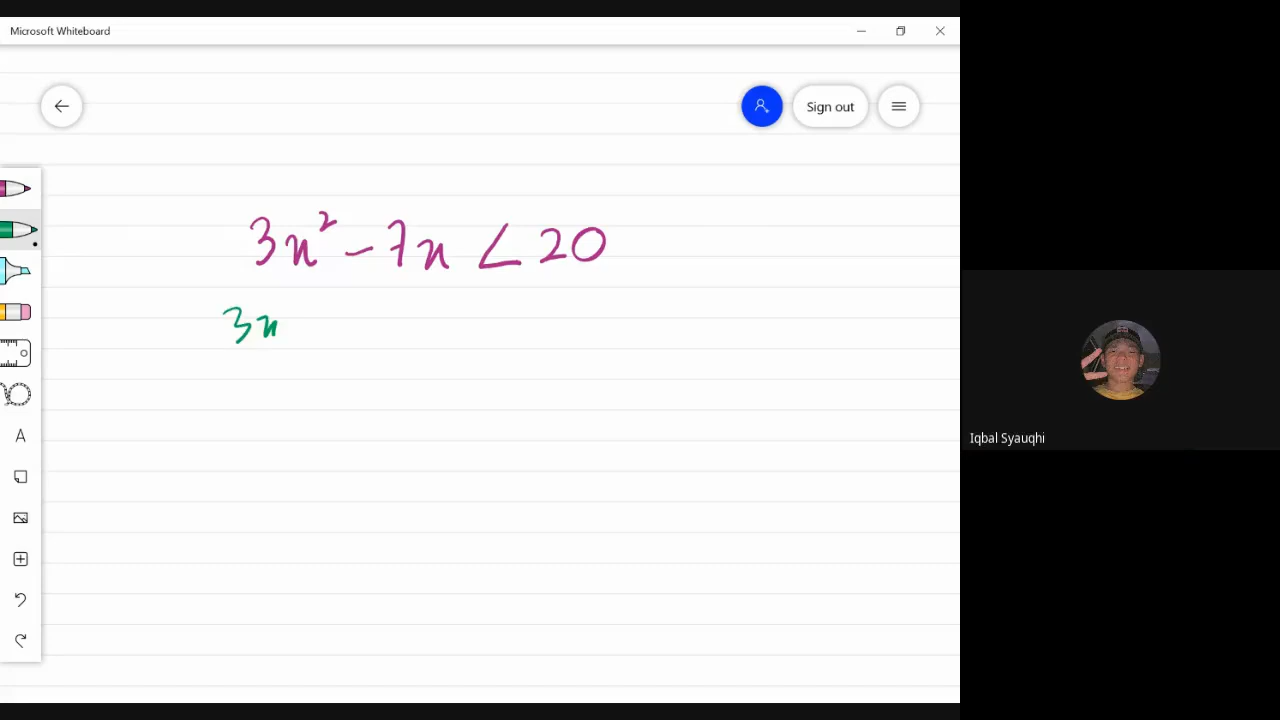 Microsoft Whiteboard
Sign out
3x² - 7x < 20
3x
A
Iqbal Syauqhi